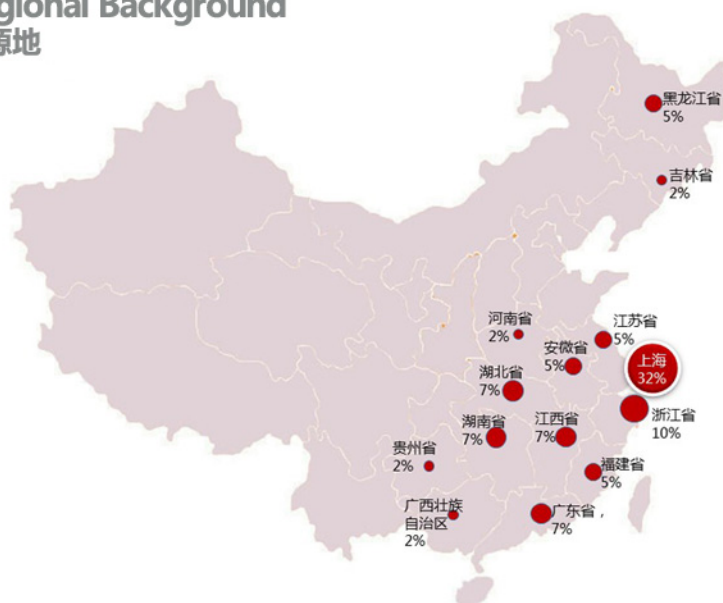 gional Background
源地
黑龙江省
5%
吉林省
2%
河南省
2%
江苏省
5%
安微省
5%
上海
32%
湖北省
7%
浙江省
10%
湖南省
7%
江西省
7%
贵州省
2%
福建省
5%
广西壮族
自治区
2%
广东省，
7%